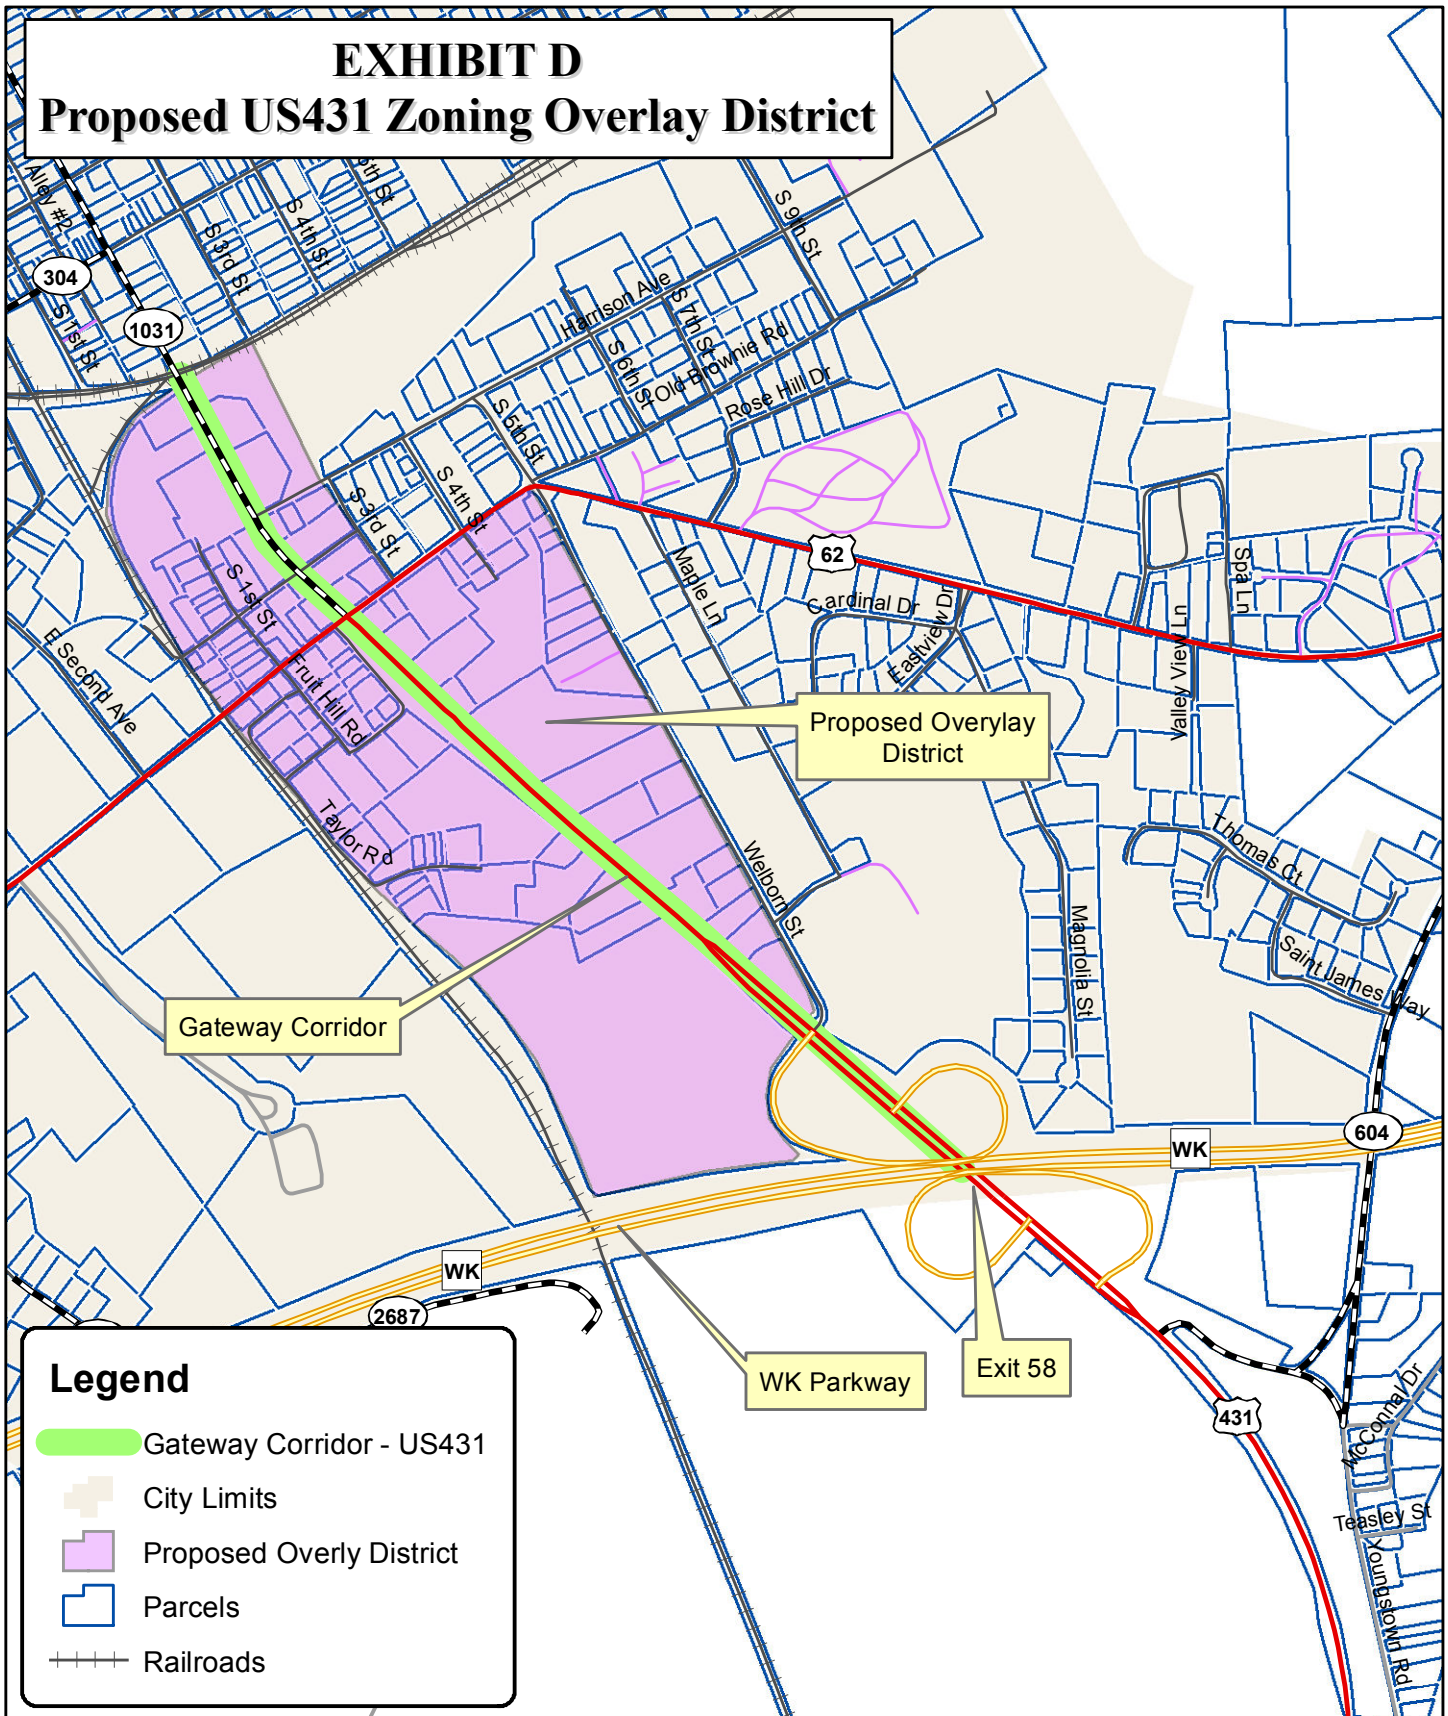 EXHIBIT D
Proposed US431 Zoning Overlay District
Alley #2
5th St
S 4th St
S 3rd St
S 9th St
304
S 1st St
1031
Harrison Ave
S 7th St
S 6th St
Old Brownie Rd
Rose Hill Dr
S 5th St
S 4th St
S 3rd St
62
Maple Ln
Cardinal Dr
Eastview Dr
Spa Ln
Valley View Ln
S 1st St
Fruit Hill Rd
E Second Ave
Proposed Overylay
District
Taylor Rd
Welborn St
Thomas Ct
Magnolia St
Saint James Way
Gateway Corridor
604
WK
WK
2687
WK Parkway
Exit 58
431
McConnal Dr
Teasley St
Youngstown Rd
Legend
Gateway Corridor - US431
City Limits
Proposed Overly District
Parcels
Railroads